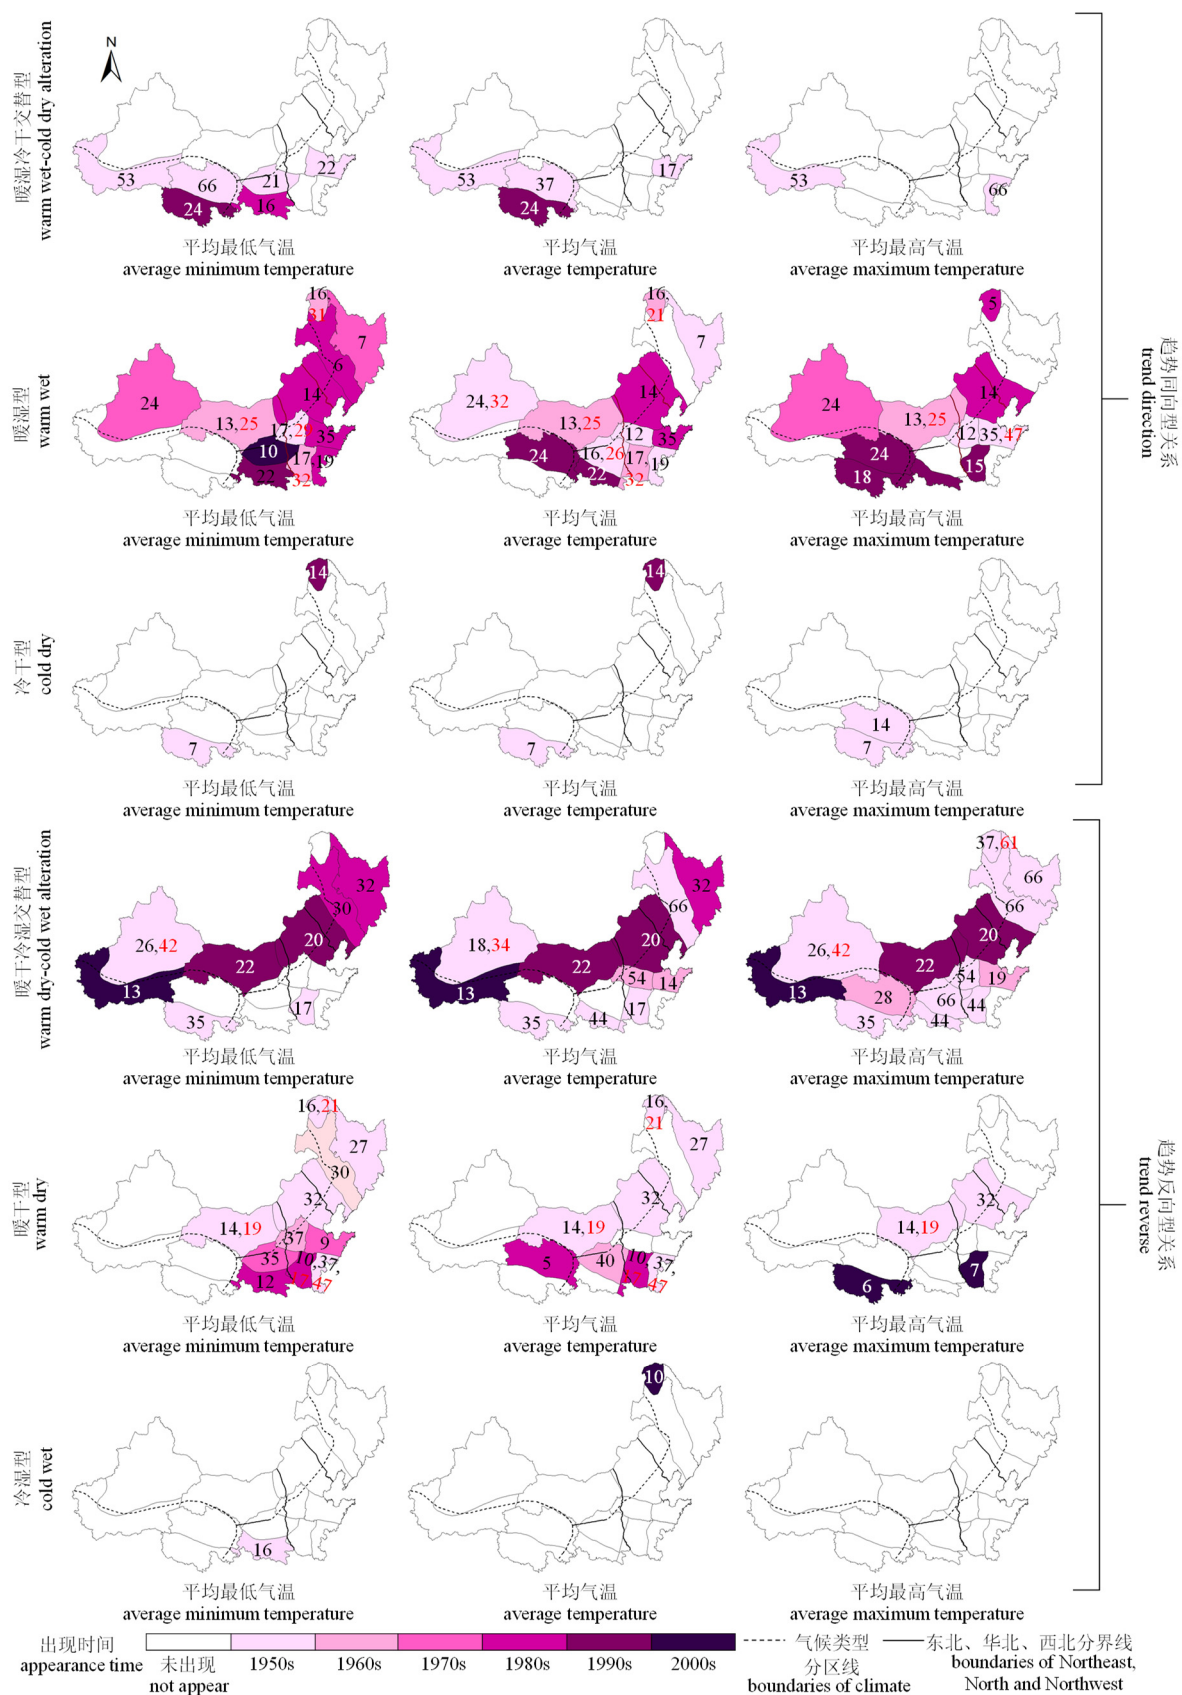 N
暖湿冷干交替型
warm wet-cold dry alteration
53
66
24
21
16
22
53
37
24
17
53
66
平均最低气温
average minimum temperature
平均气温
average temperature
平均最高气温
average maximum temperature
暖湿型
warm wet
16,
31
7
6
14
24
13,25
17,
10
35
17,
32
19
22
16,
21
7
14
24,32
13,25
12
35
24
16,26
17,
32
19
22
5
14
24
13,25
12
35,47
24
18
15
平均最低气温
average minimum temperature
平均气温
average temperature
平均最高气温
average maximum temperature
冷干型
cold dry
14
7
14
7
14
7
平均最低气温
average minimum temperature
平均气温
average temperature
平均最高气温
average maximum temperature
趋势同向型关系
trend direction
暖干冷湿交替型
warm dry-cold wet alteration
32
30
20
26,42
22
13
35
17
32
66
20
18,34
22
13
54
14
35
44
17
37,61
66
66
20
26,42
22
13
54
19
28
66
44
35
44
平均最低气温
average minimum temperature
平均气温
average temperature
平均最高气温
average maximum temperature
暖干型
warm dry
16,21
27
30
32
14,19
37
9
35
10,
37,
47
12
16,
21
27
32
14,19
5
40
10,
37,
47
32
14,19
6
7
平均最低气温
average minimum temperature
平均气温
average temperature
平均最高气温
average maximum temperature
冷湿型
cold wet
16
10
平均最低气温
average minimum temperature
平均气温
average temperature
平均最高气温
average maximum temperature
趋势反向型关系
trend reverse
出现时间
appearance time
未出现
not appear
1950s
1960s
1970s
1980s
1990s
2000s
气候类型
分区线
boundaries of climate
东北、华北、西北分界线
boundaries of Northeast,
North and Northwest